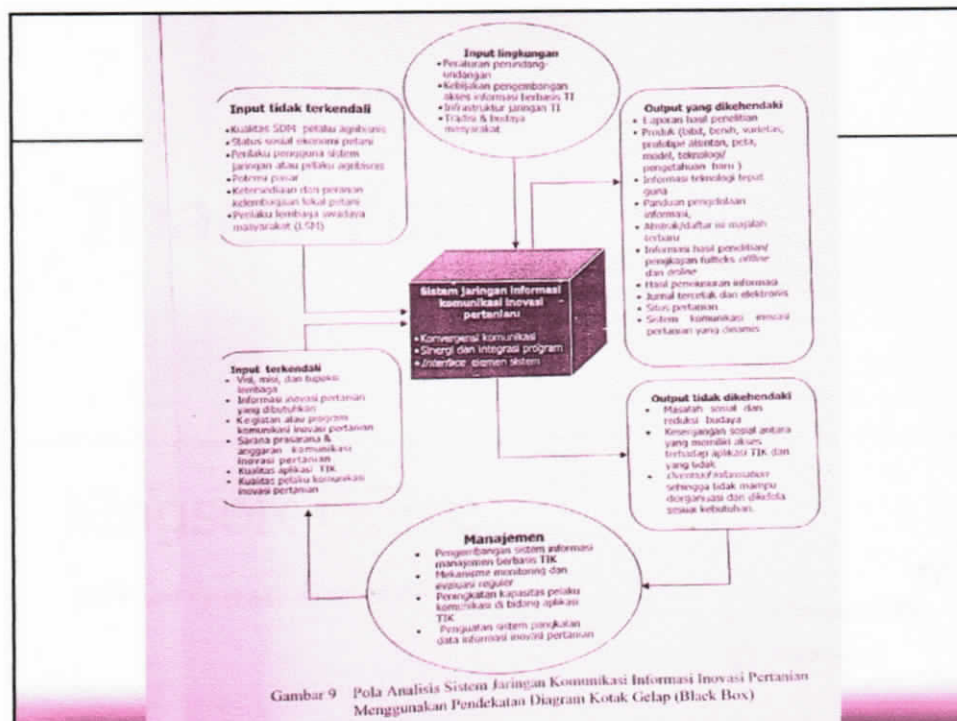 Input lingkungan
• Peraturan perundang-
undangan
• Kebijakan pengembangan
akses informasi berbasis TI
• Infrastruktur jaringan TI
• Tradisi & budaya
masyarakat
Input tidak terkendali
• Kualitas SDM pelaku agribisnis
• Status sosial ekonomi petani
• Perilaku pengguna sistem
jaringan atau pelaku agribisnis
• Potensi pasar
• Ketersediaan dan peranan
kelembagaan lokal petani
• Perilaku lembaga swadaya
masyarakat (LSM)
Output yang dikehendaki
• Laporan hasil penelitian
• Produk (bibit, benih, varietas,
prototipe alsintan, peta,
model, teknologi/
pengetahuan baru )
• Informasi teknologi tepat
guna
• Panduan pengelolaan
informasi,
• Abstrak/daftar isi majalah
terbaru
• Informasi hasil penelitian/
pengkajian fullteks offline
dan online
• Hasil penelusuran informasi
• Jurnal tercetak dan elektronis
• Situs pertanian
• Sistem komunikasi inovasi
pertanian yang dinamis
Sistem jaringan informasi
komunikasi inovasi
pertanian:
• Konvergensi komunikasi
• Sinergi dan integrasi program
• Interface elemen sistem
Input terkendali
• Visi, misi, dan tupoksi
lembaga
• Informasi inovasi pertanian
yang dibutuhkan
• Kegiatan atau program
komunikasi inovasi pertanian
• Sarana prasarana &
anggaran komunikasi
inovasi pertanian
• Kualitas aplikasi TIK
• Kualitas pelaku komunikasi
inovasi pertanian
Output tidak dikehendaki
• Masalah sosial dan
reduksi budaya
• Kesenjangan sosial antara
yang memiliki akses
terhadap aplikasi TIK dan
yang tidak
• information
sehingga tidak mampu
diorganisasi dan dikelola
sesuai kebutuhan.
Manajemen
• Pengembangan sistem informasi
manajemen berbasis TIK
• Mekanisme monitoring dan
evaluasi reguler
• Peningkatan kapasitas pelaku
komunikasi di bidang aplikasi
TIK
• Penguatan sistem pangkalan
data informasi inovasi pertanian
Gambar 9 Pola Analisis Sistem Jaringan Komunikasi Informasi Inovasi Pertanian
Menggunakan Pendekatan Diagram Kotak Gelap (Black Box)